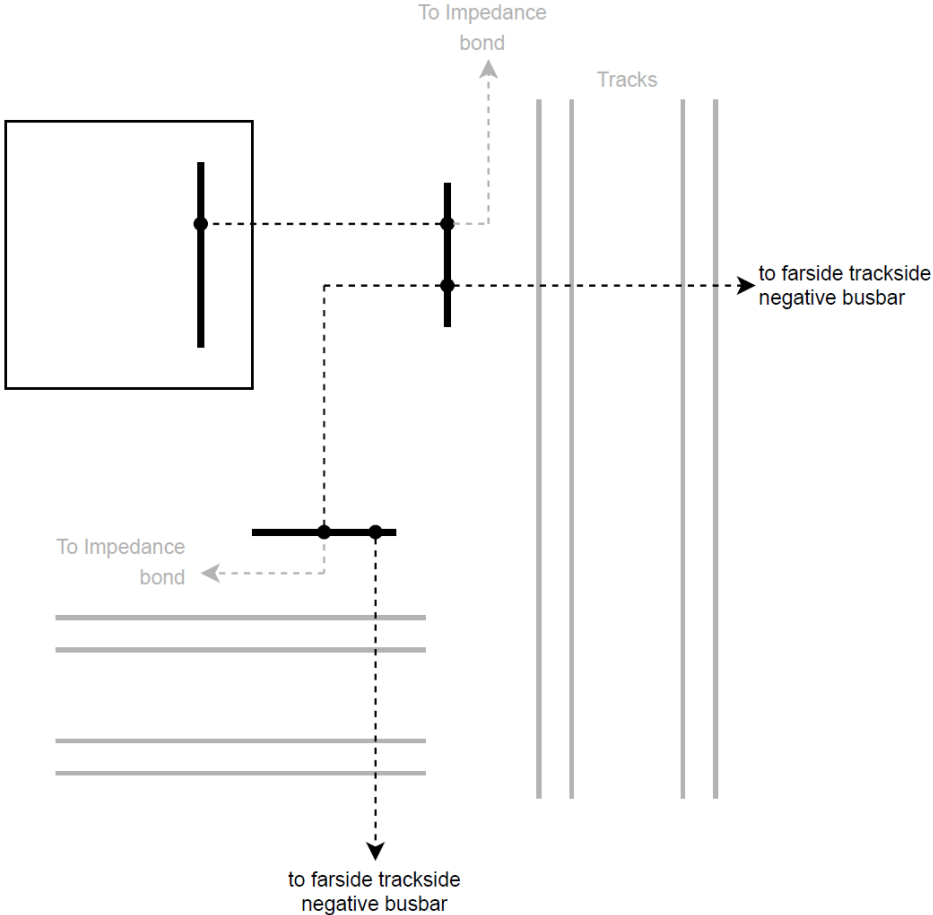 To Impedance
bond
Tracks
to farside trackside
negative busbar
To Impedance
bond
to farside trackside
negative busbar